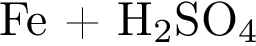 Fe + H₂SO₄